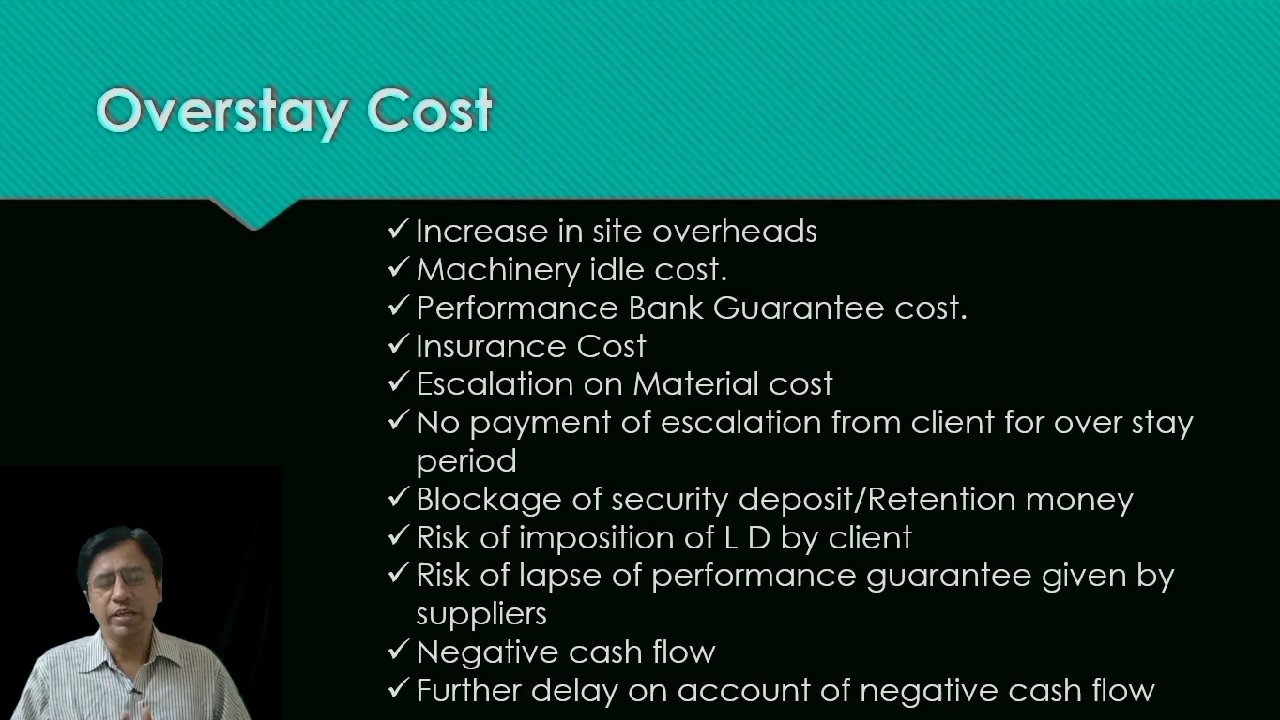 Overstay Cost
✓ Increase in site overheads
✓ Machinery idle cost.
✓ Performance Bank Guarantee cost.
✓ Insurance Cost
✓ Escalation on Material cost
✓ No payment of escalation from client for over stay
period
✓ Blockage of security deposit/Retention money
✓ Risk of imposition of L D by client
✓ Risk of lapse of performance guarantee given by
suppliers
✓ Negative cash flow
✓ Further delay on account of negative cash flow